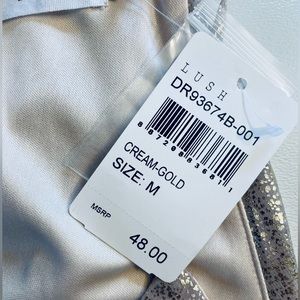 LUSH
DR93674B-001
CREAM-GOLD
SIZE: M
MSRP
48.00